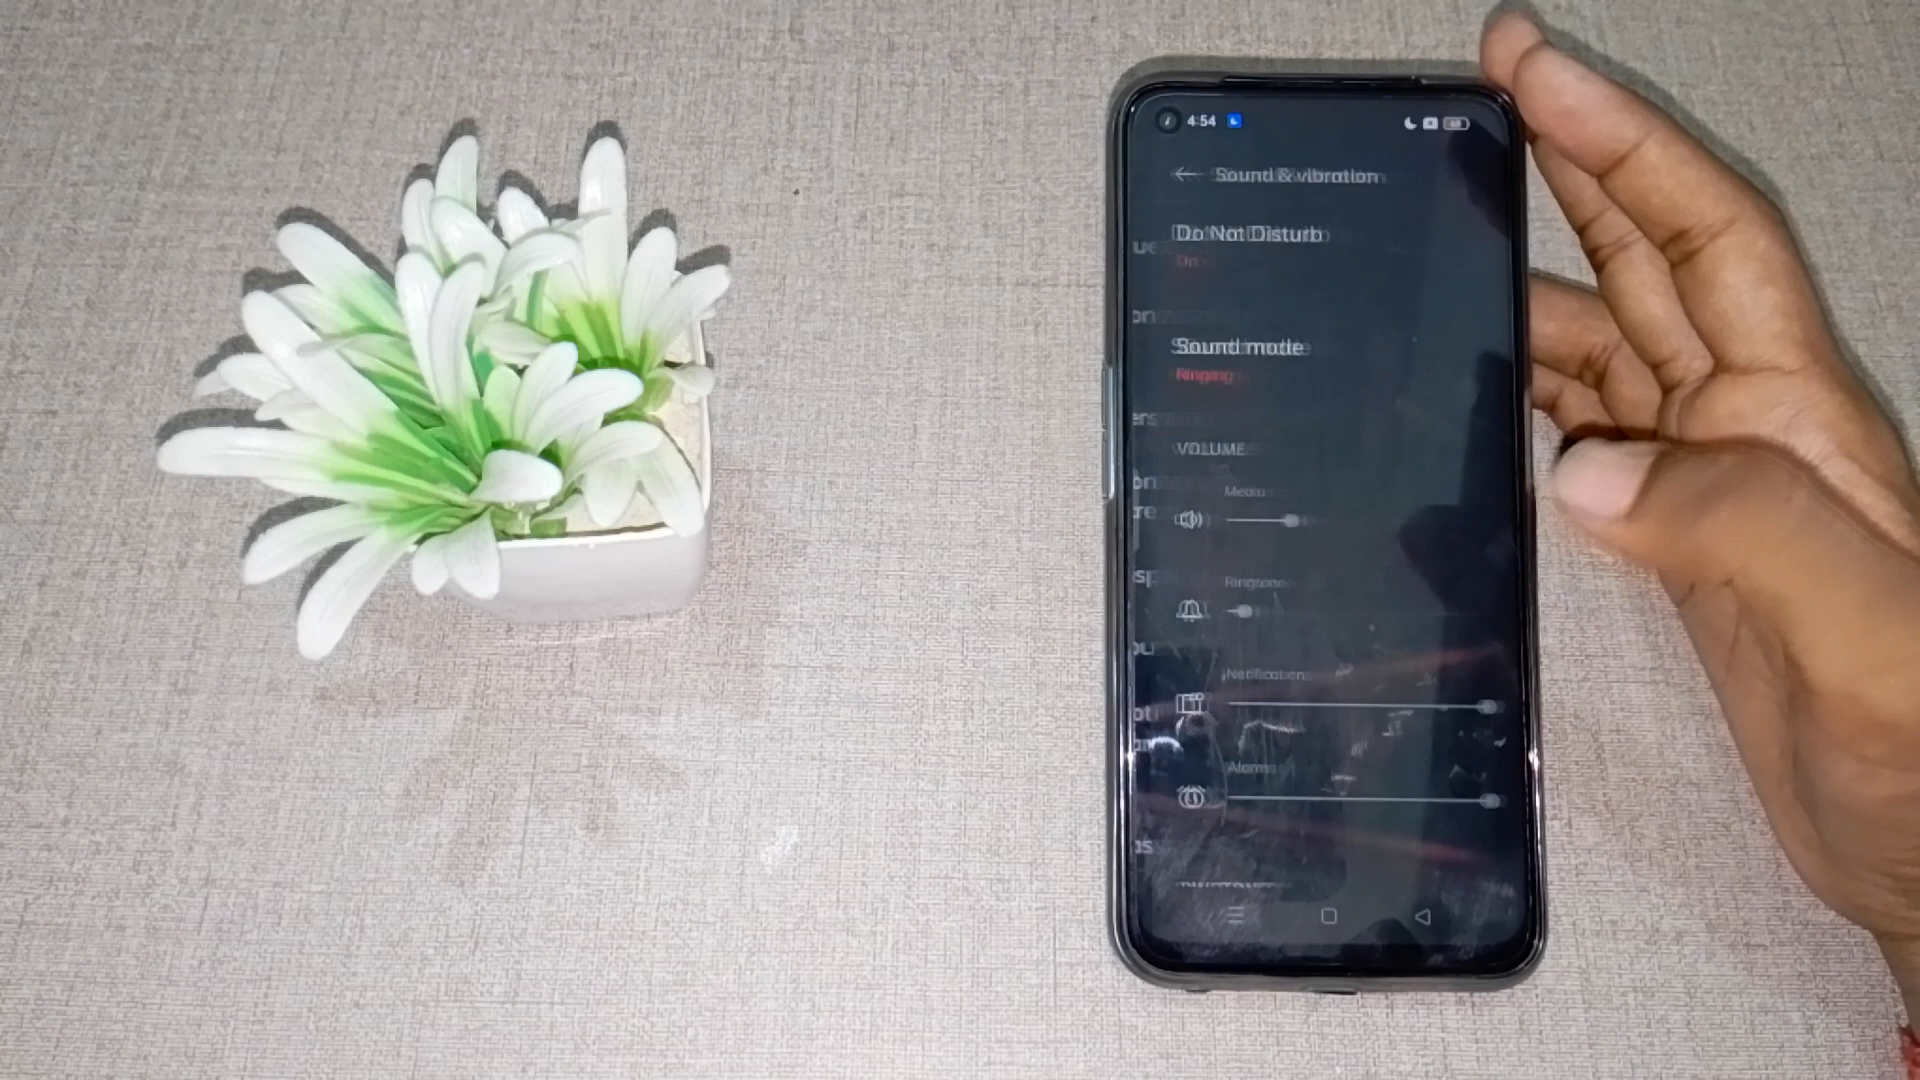 4:54
Sound & vibration
Do Not Disturb
On
Sound mode
Ringing
VOLUME
Media
Ringtone
Notifications
Alarms